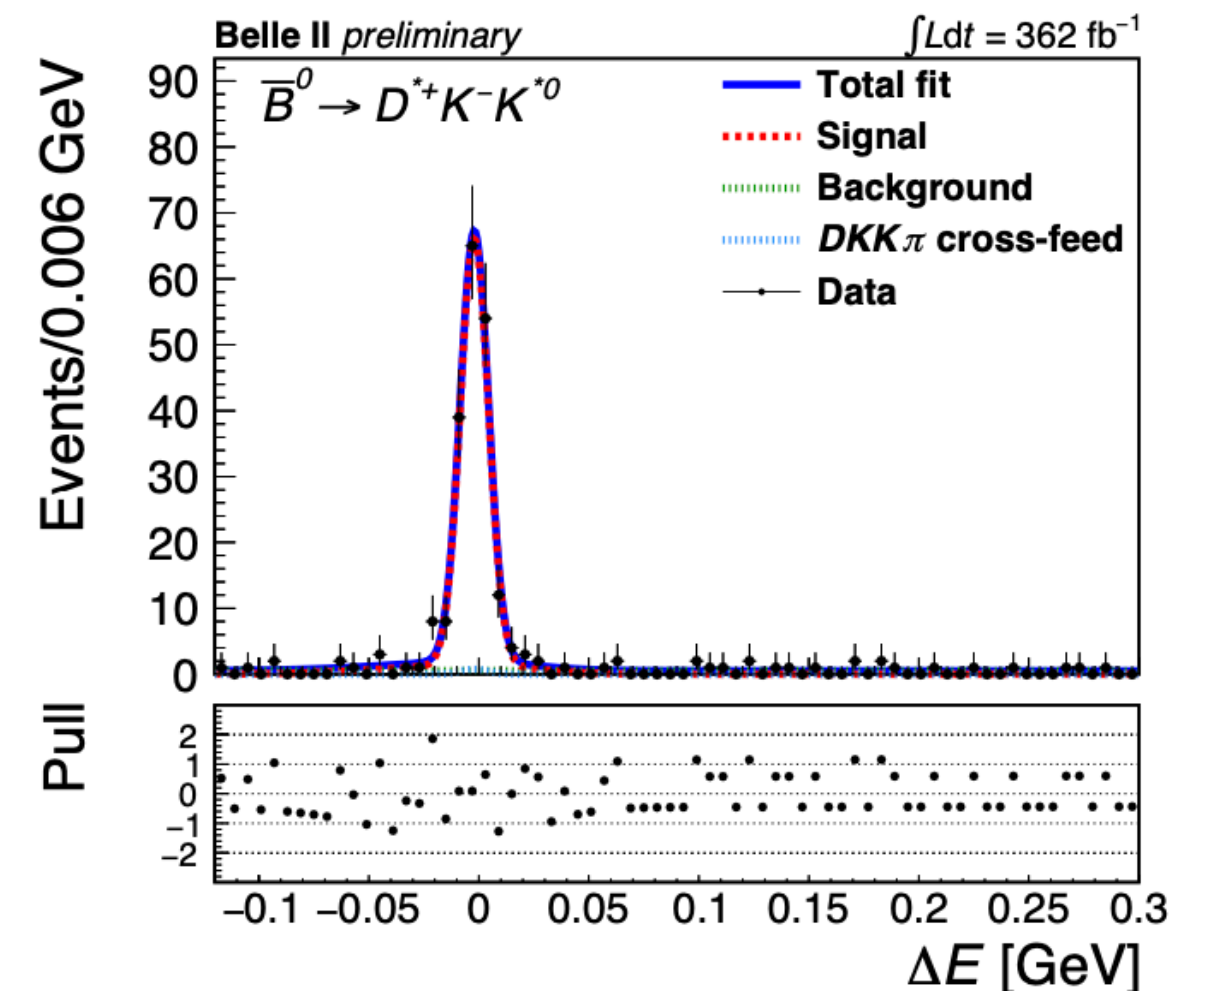 Belle II preliminary ∫Ldt = 362 fb⁻¹
Events/0.006 GeV
90
80
70
60
50
40
30
20
10
0
B̅⁰ → D*⁺K⁻K*⁰
Total fit
Signal
Background
DKKπ cross-feed
Data
Pull
2
1
0
−1
−2
−0.1 −0.05 0 0.05 0.1 0.15 0.2 0.25 0.3
ΔE [GeV]